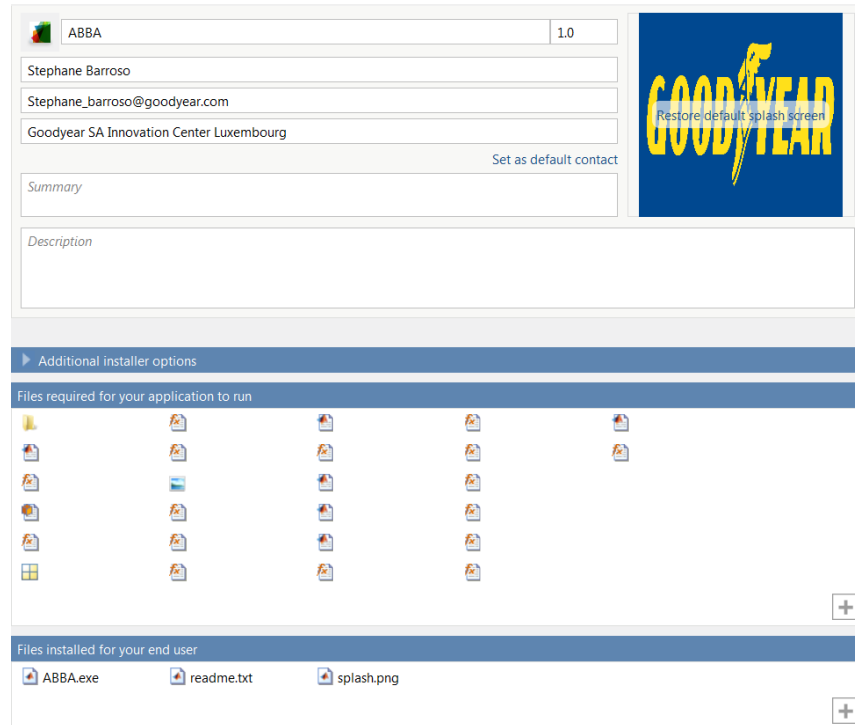 ABBA
1.0
Stephane Barroso
Stephane_barroso@goodyear.com
Goodyear SA Innovation Center Luxembourg
Set as default contact
GOODYEAR
Restore default splash screen
Summary
Description
Additional installer options
Files required for your application to run
Files installed for your end user
ABBA.exe
readme.txt
splash.png